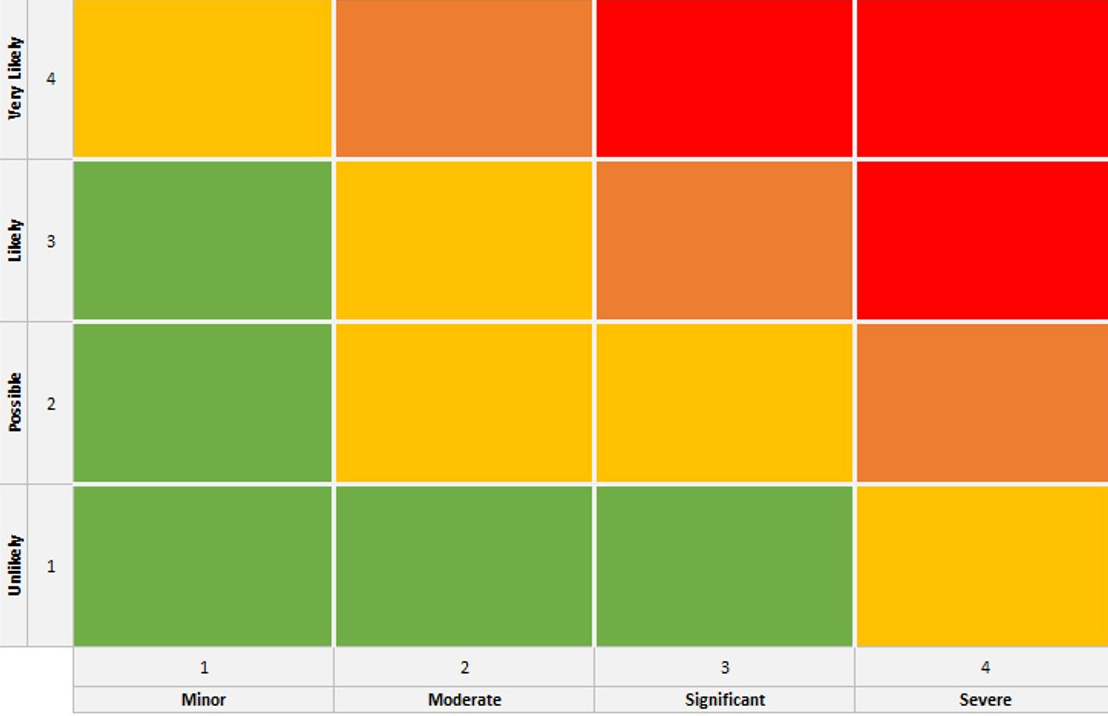 Very Likely
4
Likely
3
Possible
2
Unlikely
1
1 2 3 4
Minor Moderate Significant Severe